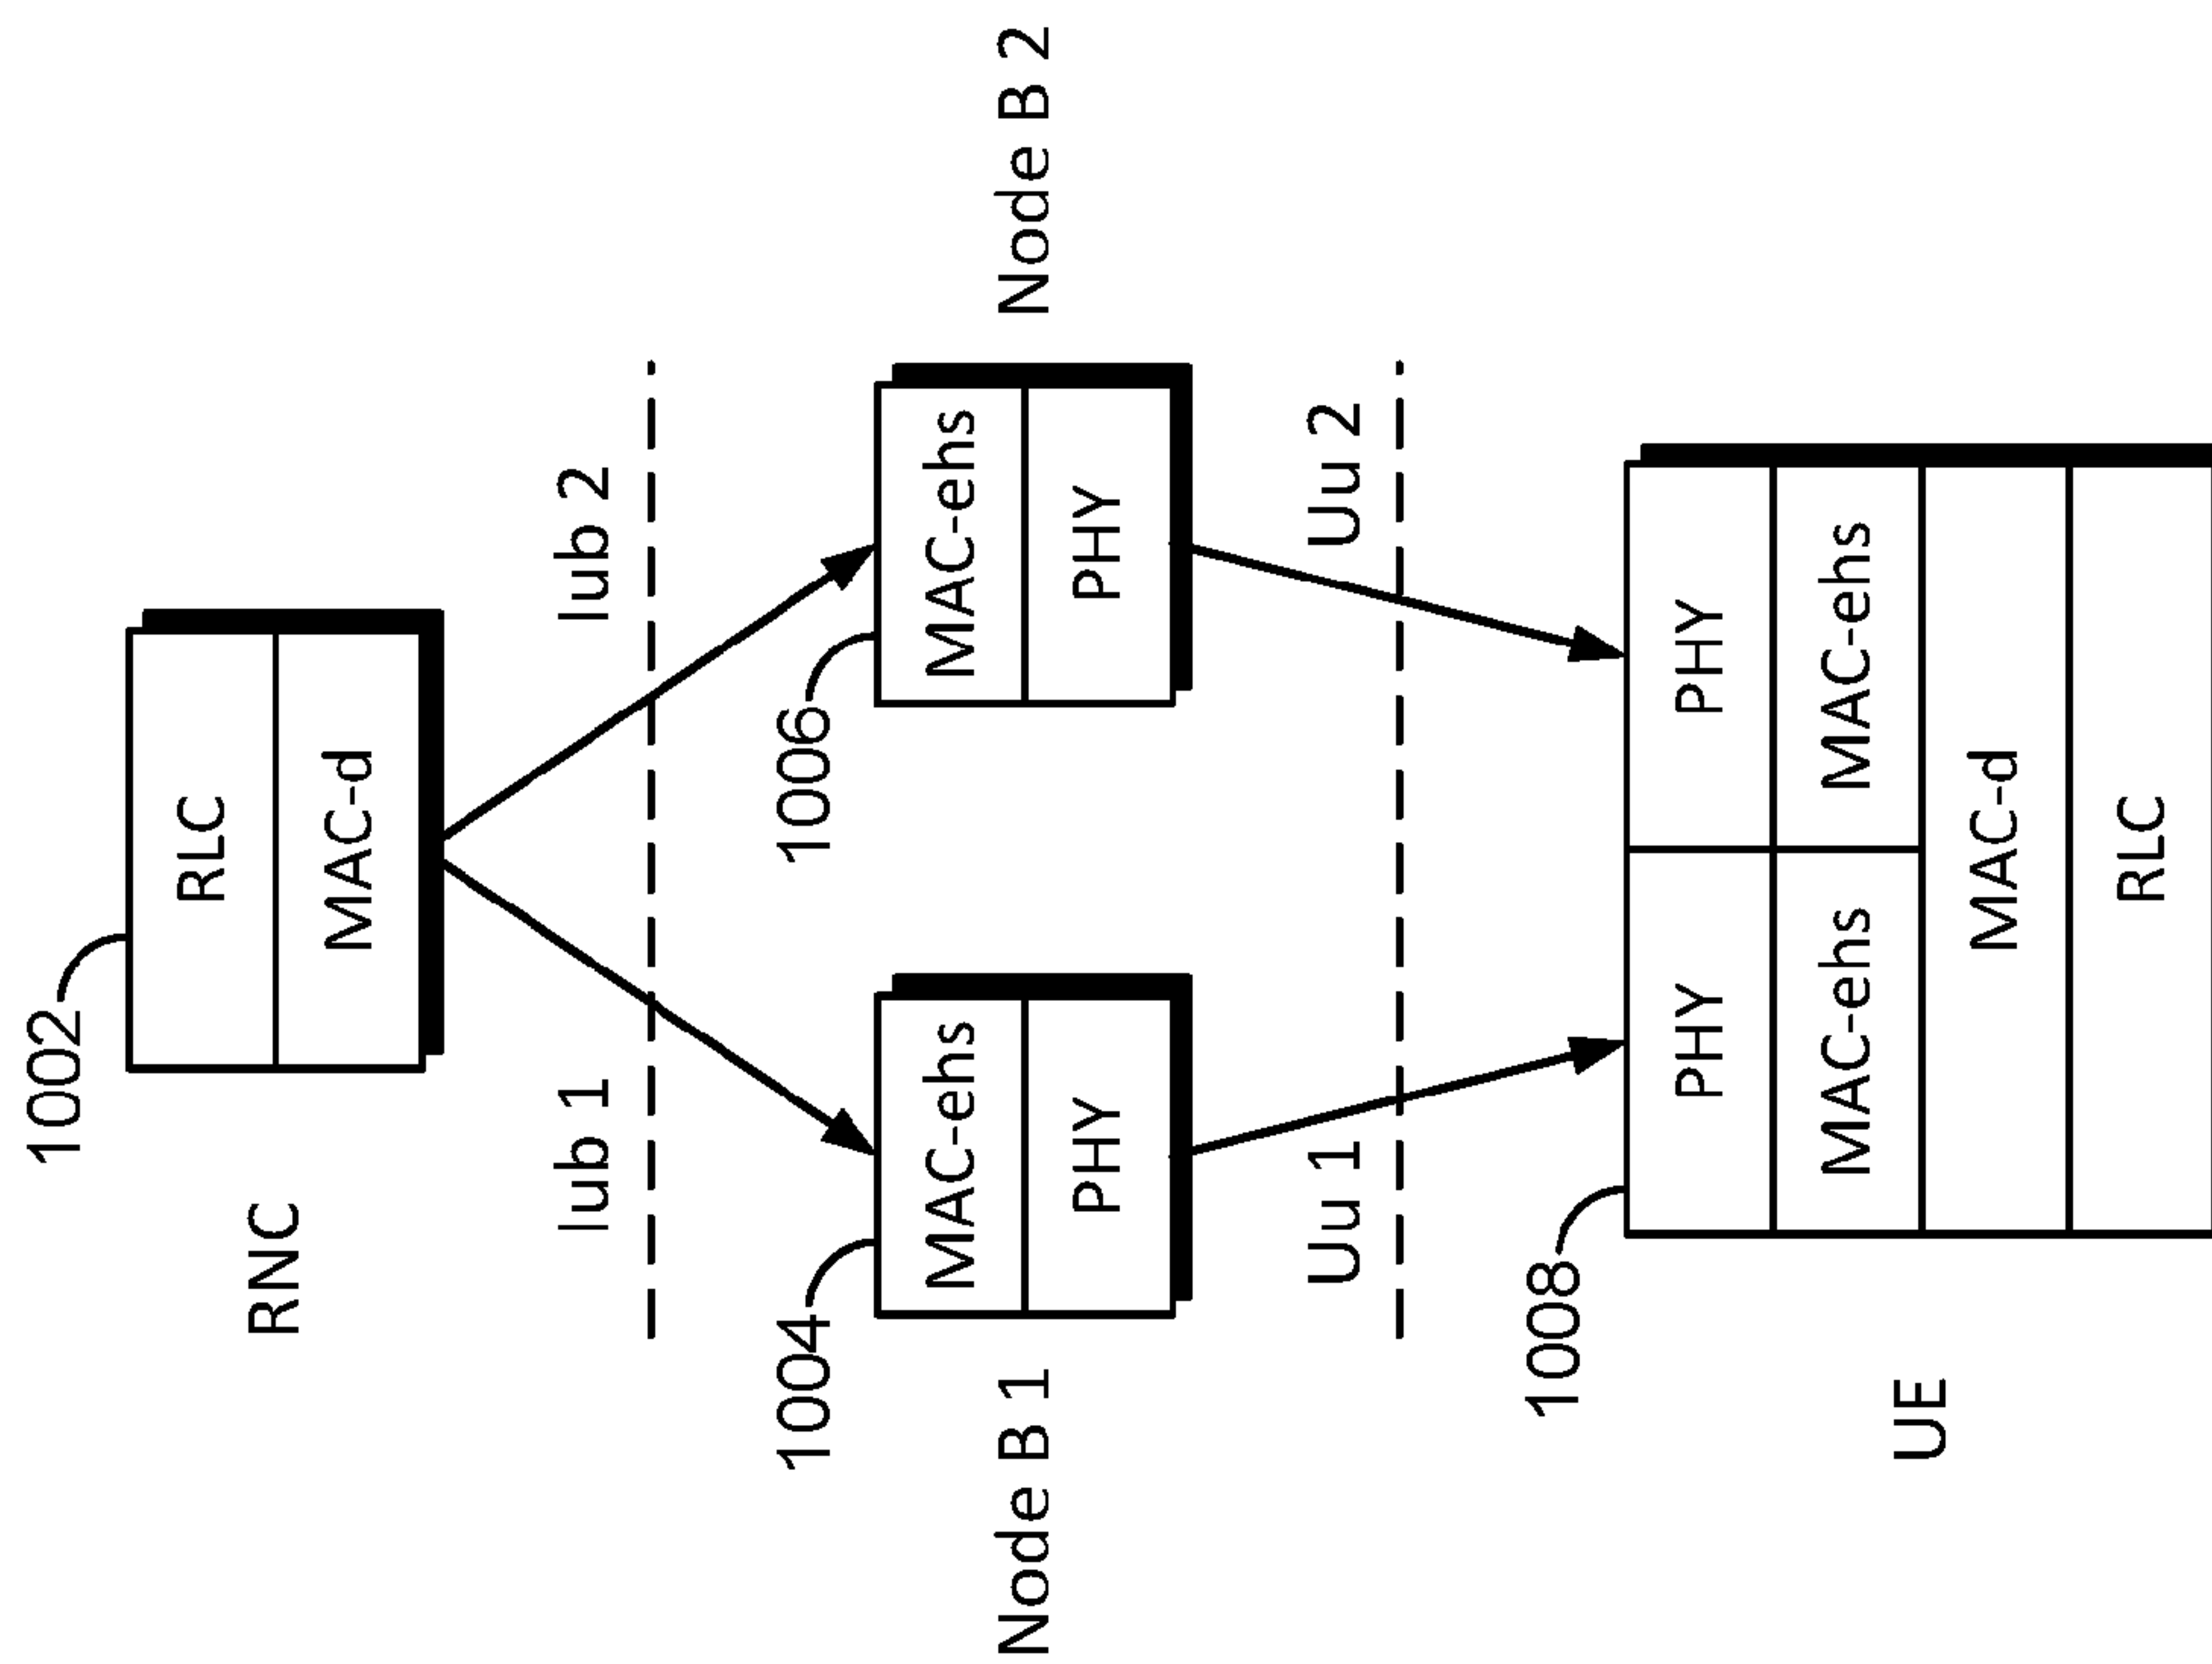 1002
RLC
RNC
MAC-d
Iub 1
Iub 2
1004
1006
MAC-ehs
MAC-ehs
Node B 1
Node B 2
PHY
PHY
Uu 1
Uu 2
1008
PHY
PHY
MAC-ehs
MAC-ehs
UE
MAC-d
RLC